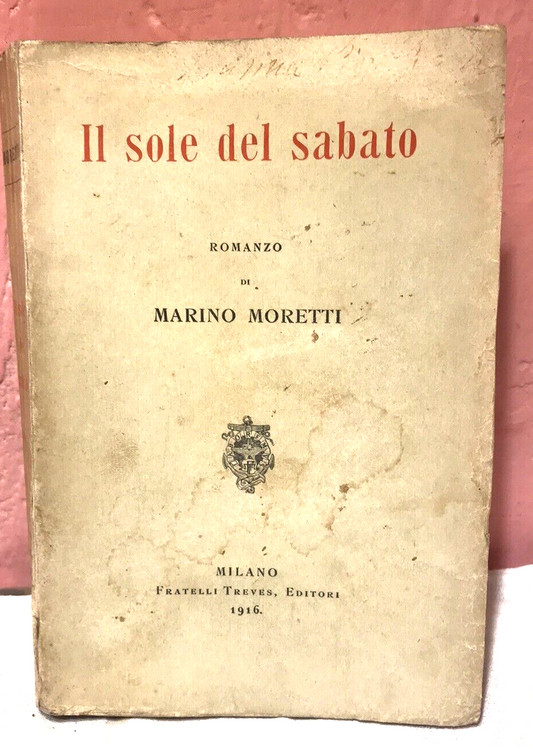 Il sole del sabato
ROMANZO
DI
MARINO MORETTI
MILANO
FRATELLI TREVES, EDITORI
1916.